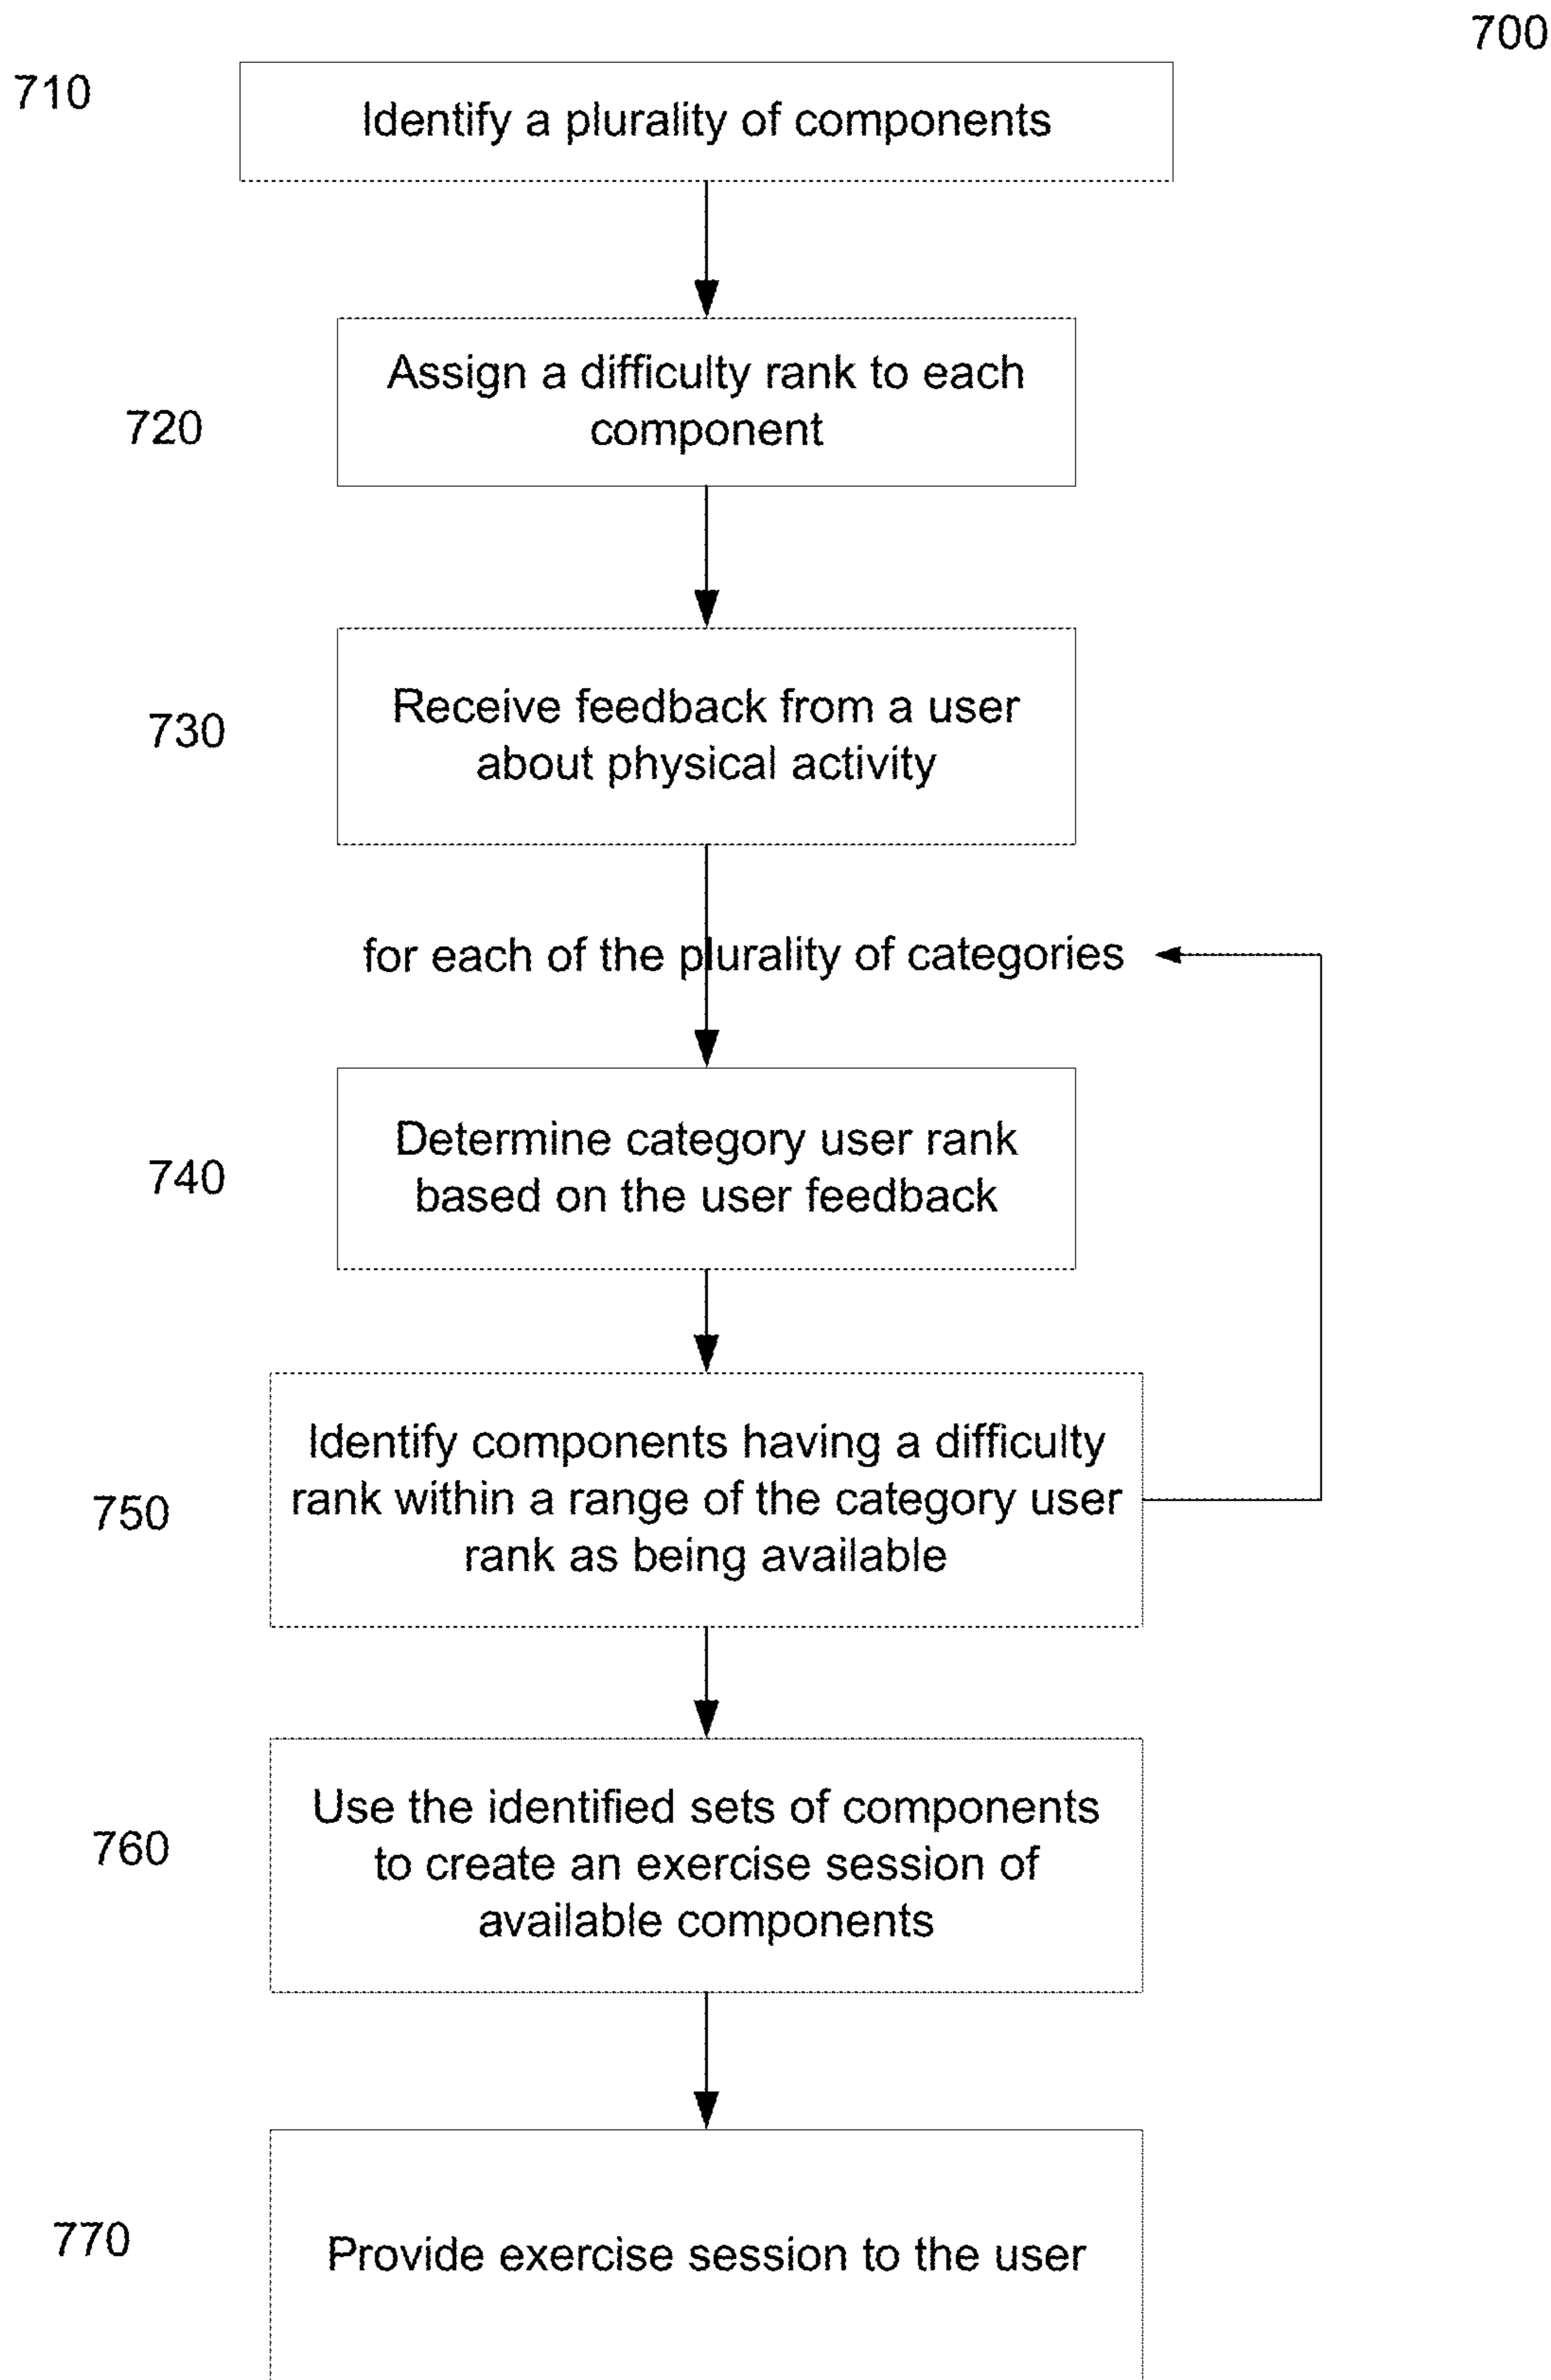 700
710
Identify a plurality of components
Assign a difficulty rank to each
component
720
Receive feedback from a user
about physical activity
730
for each of the plurality of categories
Determine category user rank
based on the user feedback
740
Identify components having a difficulty
rank within a range of the category user
rank as being available
750
Use the identified sets of components
to create an exercise session of
available components
760
770
Provide exercise session to the user